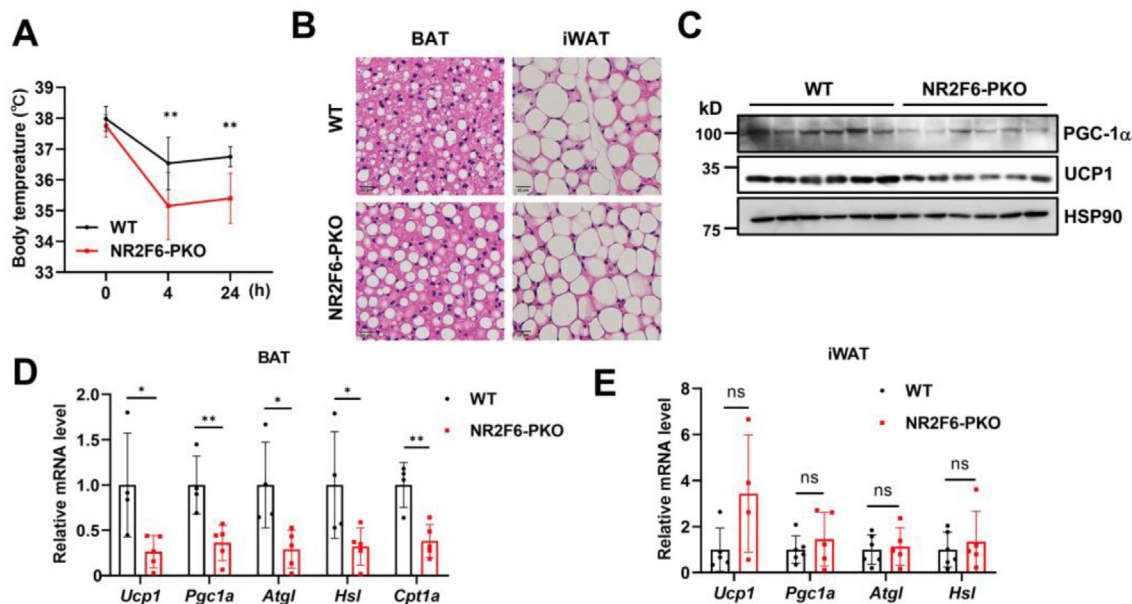 A
Body tempreature (℃)
39
38
37
36
35
34
33
** **
WT
NR2F6-PKO
0 4 24 (h)
B
BAT iWAT
WT
NR2F6-PKO
C
WT NR2F6-PKO
kD
100 PGC-1α
35 UCP1
75 HSP90
D
BAT
Relative mRNA level
2.0
1.5
1.0
0.5
0
* ** * * **
WT
NR2F6-PKO
Ucp1 Pgc1a Atgl Hsl Cpt1a
E
iWAT
Relative mRNA level
8
6
4
2
0
ns ns ns ns
WT
NR2F6-PKO
Ucp1 Pgc1a Atgl Hsl